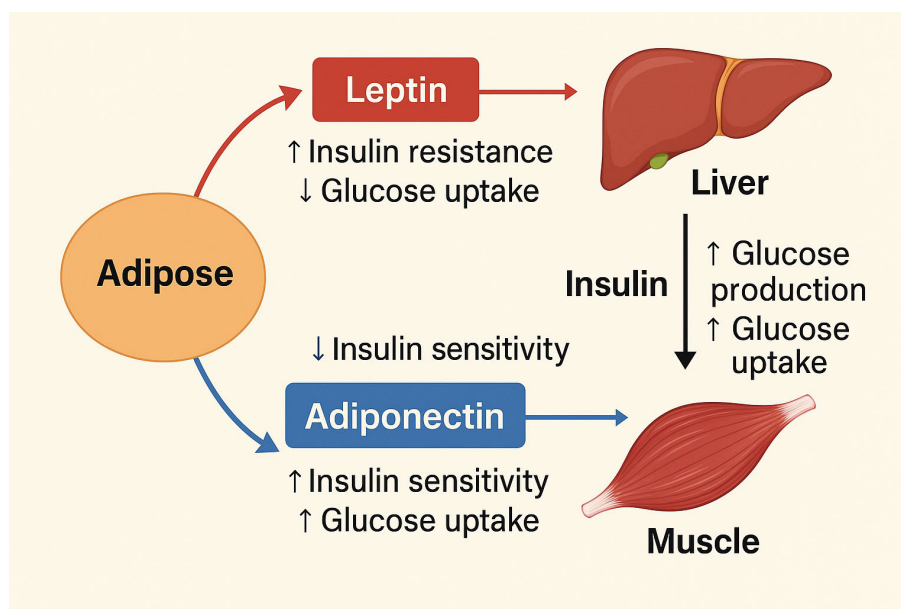 Leptin
↑ Insulin resistance
↓ Glucose uptake
Liver
Adipose
Insulin
↑ Glucose
production
↑ Glucose
uptake
↓ Insulin sensitivity
Adiponectin
↑ Insulin sensitivity
↑ Glucose uptake
Muscle